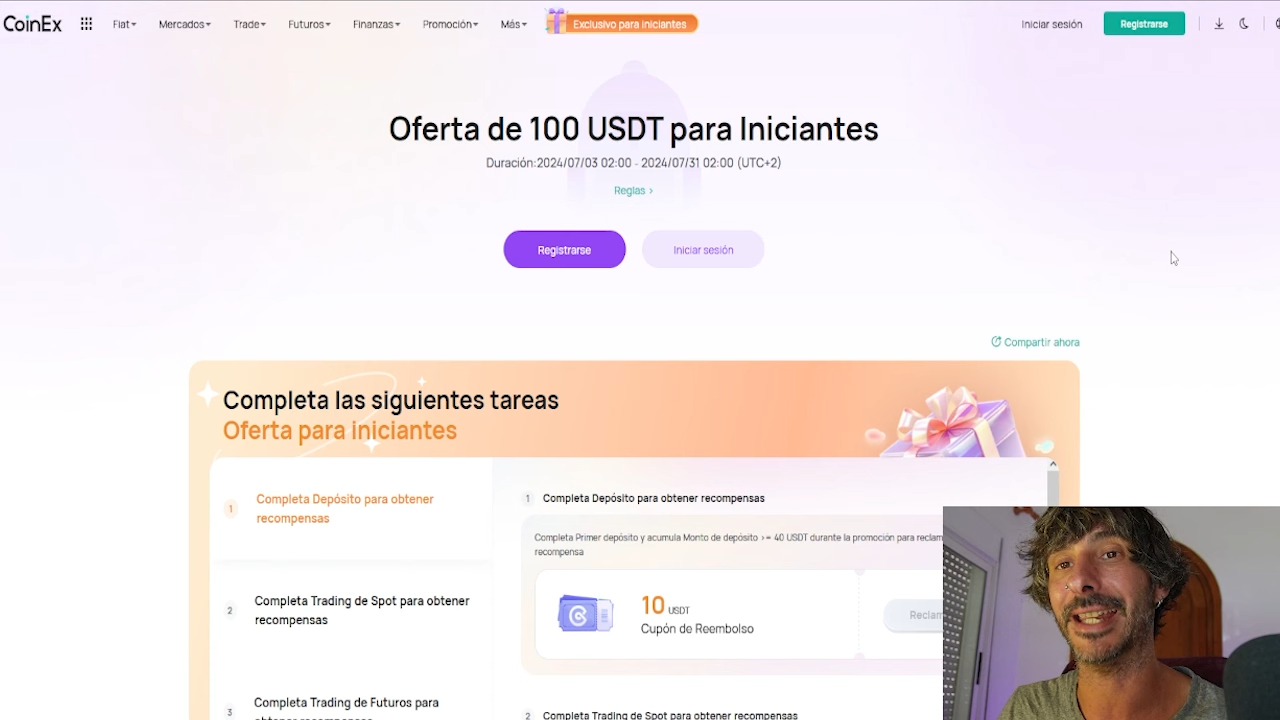 CoinEx Fiat Mercados Trade Futuros Finanzas Promoción Más Exclusivo para iniciantes Iniciar sesión Registrarse
Oferta de 100 USDT para Iniciantes
Duración:2024/07/03 02:00 - 2024/07/31 02:00 (UTC+2)
Reglas >
Registrarse Iniciar sesión
Compartir ahora
Completa las siguientes tareas
Oferta para iniciantes
1 Completa Depósito para obtener
recompensas
2 Completa Trading de Spot para obtener
recompensas
3 Completa Trading de Futuros para
1 Completa Depósito para obtener recompensas
Completa Primer depósito y acumula Monto de depósito >= 40 USDT durante la promoción para reclam
recompensa
10 USDT
Cupón de Reembolso
Reclam
2 Completa Trading de Spot para obtener recompensas